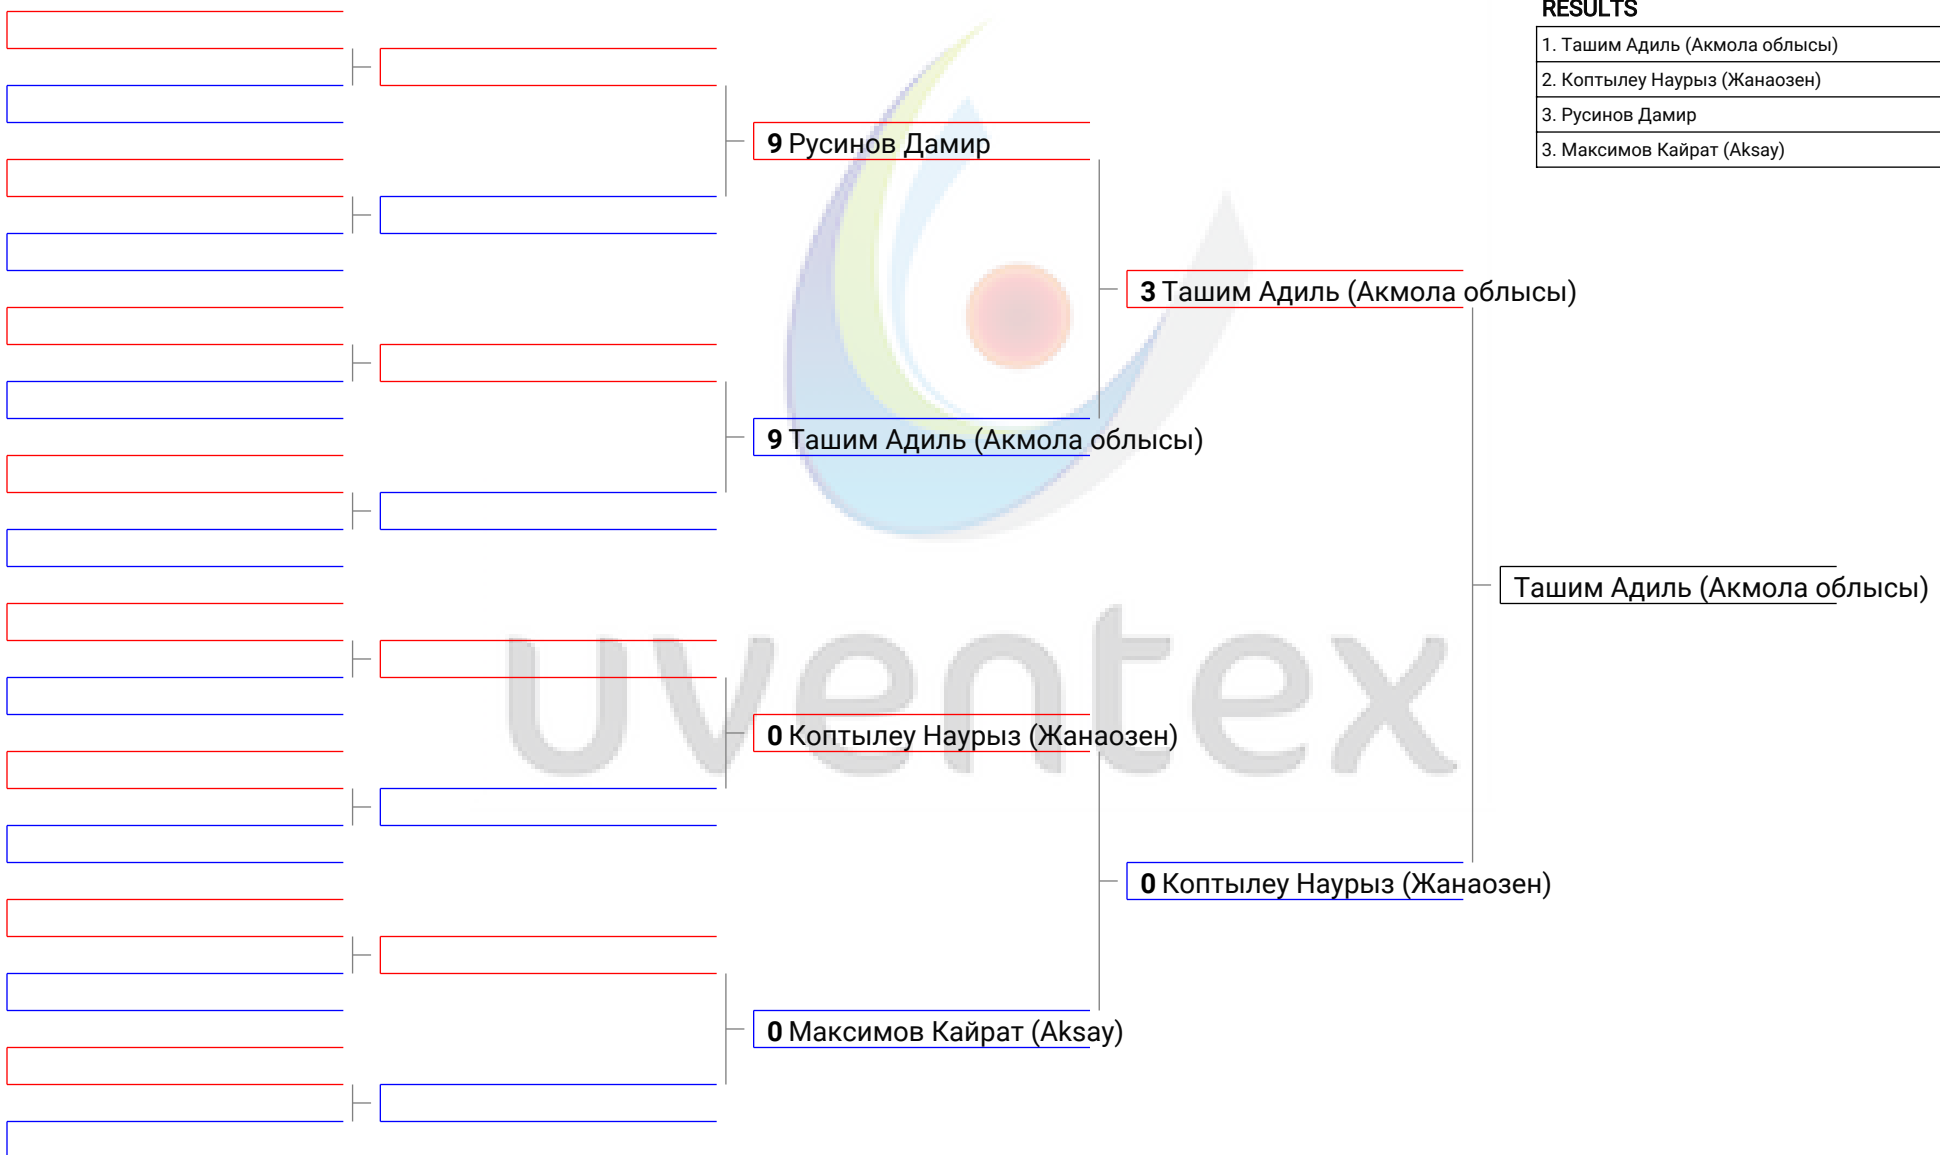 RESULTS
1. Ташим Адиль (Акмола облысы)
2. Коптылеу Наурыз (Жанаозен)
3. Русинов Дамир
3. Максимов Кайрат (Aksay)
9 Русинов Дамир
3 Ташим Адиль (Акмола облысы)
9 Ташим Адиль (Акмола облысы)
Ташим Адиль (Акмола облысы)
uventex
0 Коптылеу Наурыз (Жанаозен)
0 Коптылеу Наурыз (Жанаозен)
0 Максимов Кайрат (Aksay)